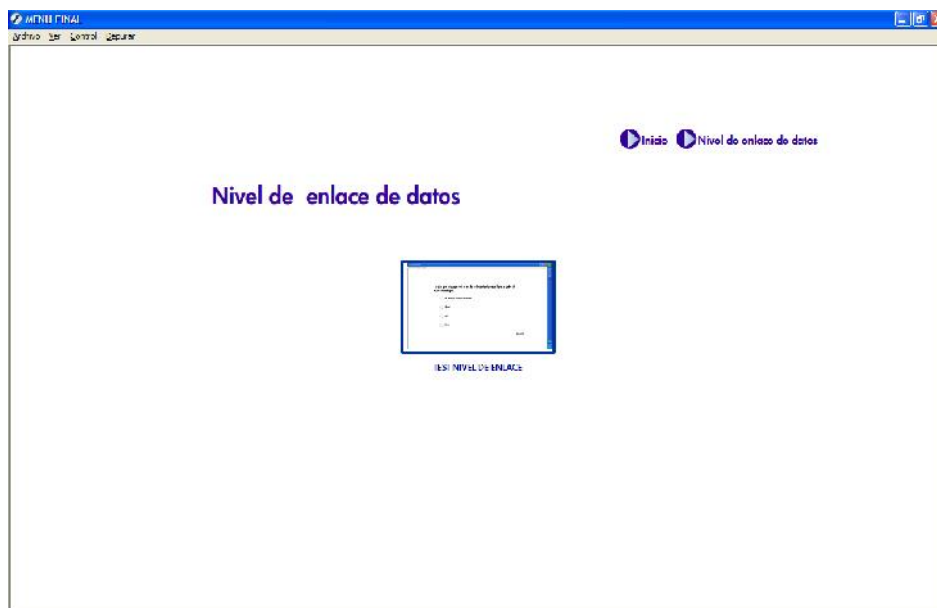 MENU FINAL
Archivo Ver Control Depurar
Inicio Nivel de enlace de datos
Nivel de enlace de datos
TEST NIVEL DE ENLACE